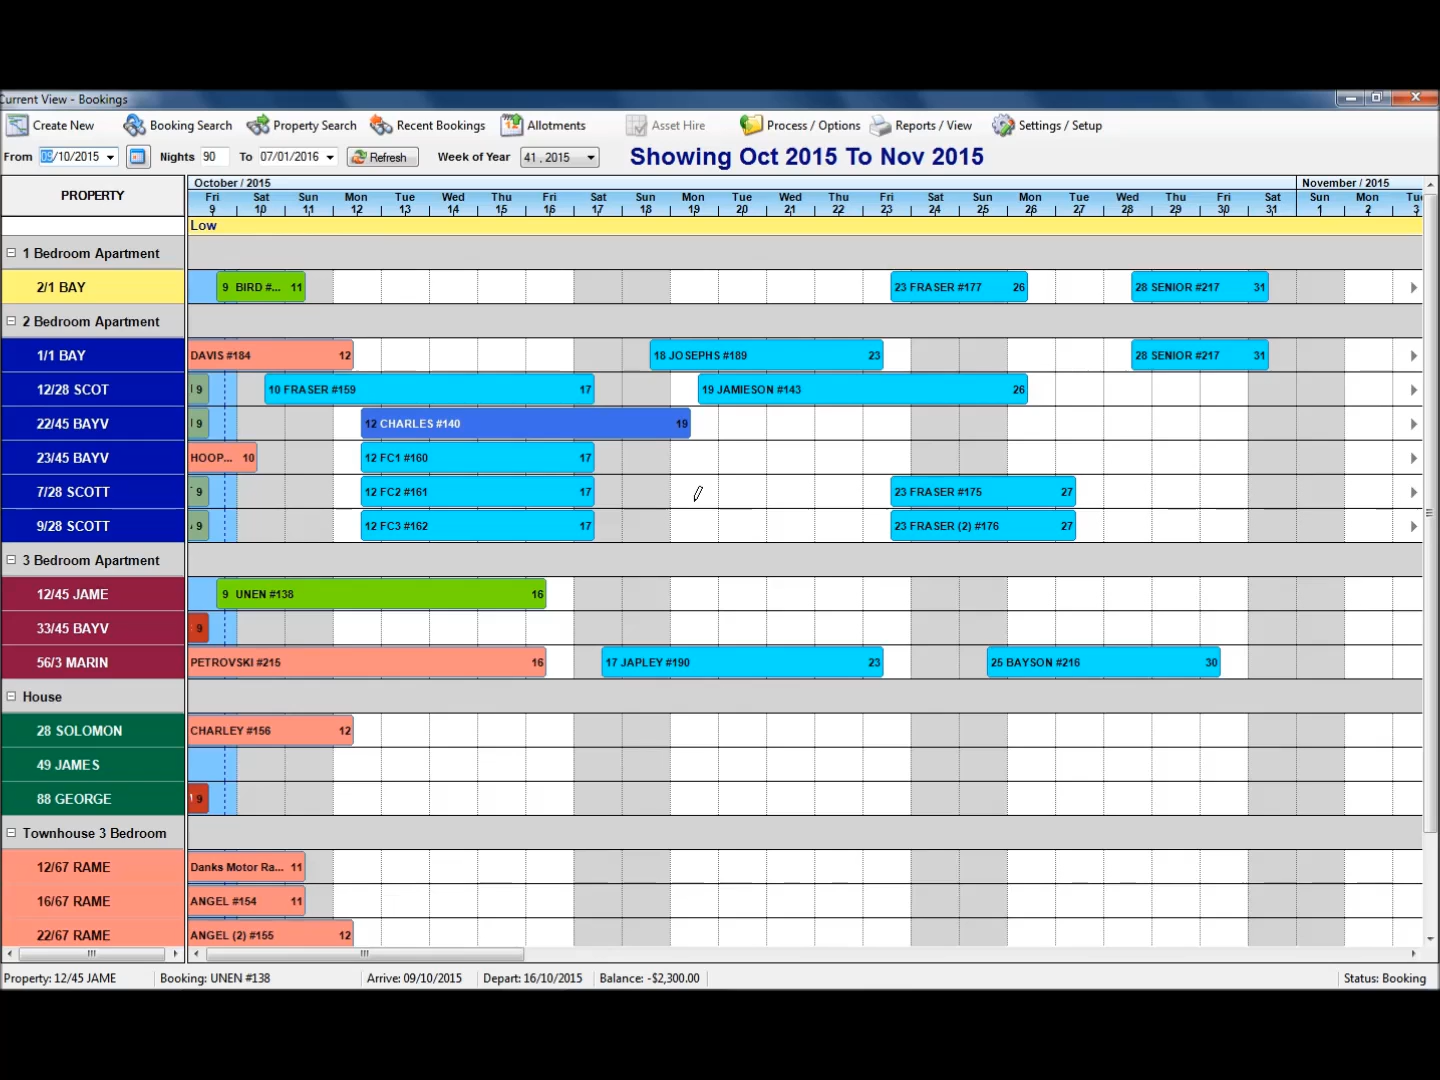 Current View - Bookings
Create New Booking Search Property Search Recent Bookings Allotments Asset Hire Process / Options Reports / View Settings / Setup
From 09/10/2015 Nights 90 To 07/01/2016 Refresh Week of Year 41 , 2015 Showing Oct 2015 To Nov 2015
PROPERTY October / 2015 November / 2015
Fri Sat Sun Mon Tue Wed Thu Fri Sat Sun Mon Tue Wed Thu Fri Sat Sun Mon Tue Wed Thu Fri Sat Sun Mon
9 10 11 12 13 14 15 16 17 18 19 20 21 22 23 24 25 26 27 28 29 30 31 1 2 3
Low
1 Bedroom Apartment
2/1 BAY 9 BIRD #... 11 23 FRASER #177 26 28 SENIOR #217 31
2 Bedroom Apartment
1/1 BAY DAVIS #184 12 18 JOSEPHS #189 23 28 SENIOR #217 31
12/28 SCOT 9 10 FRASER #159 17 19 JAMIESON #143 26
22/45 BAYV 9 12 CHARLES #140 19
23/45 BAYV HOOP... 10 12 FC1 #160 17
7/28 SCOTT 9 12 FC2 #161 17 23 FRASER #175 27
9/28 SCOTT 9 12 FC3 #162 17 23 FRASER (2) #176 27
3 Bedroom Apartment
12/45 JAME 9 UNEN #138 16
33/45 BAYV 9
56/3 MARIN PETROVSKI #215 16 17 JAPLEY #190 23 25 BAYSON #216 30
House
28 SOLOMON CHARLEY #156 12
49 JAMES
88 GEORGE 9
Townhouse 3 Bedroom
12/67 RAME Danks Motor Ra... 11
16/67 RAME ANGEL #154 11
22/67 RAME ANGEL (2) #155 12
Property: 12/45 JAME Booking: UNEN #138 Arrive: 09/10/2015 Depart: 16/10/2015 Balance: -$2,300.00 Status: Booking